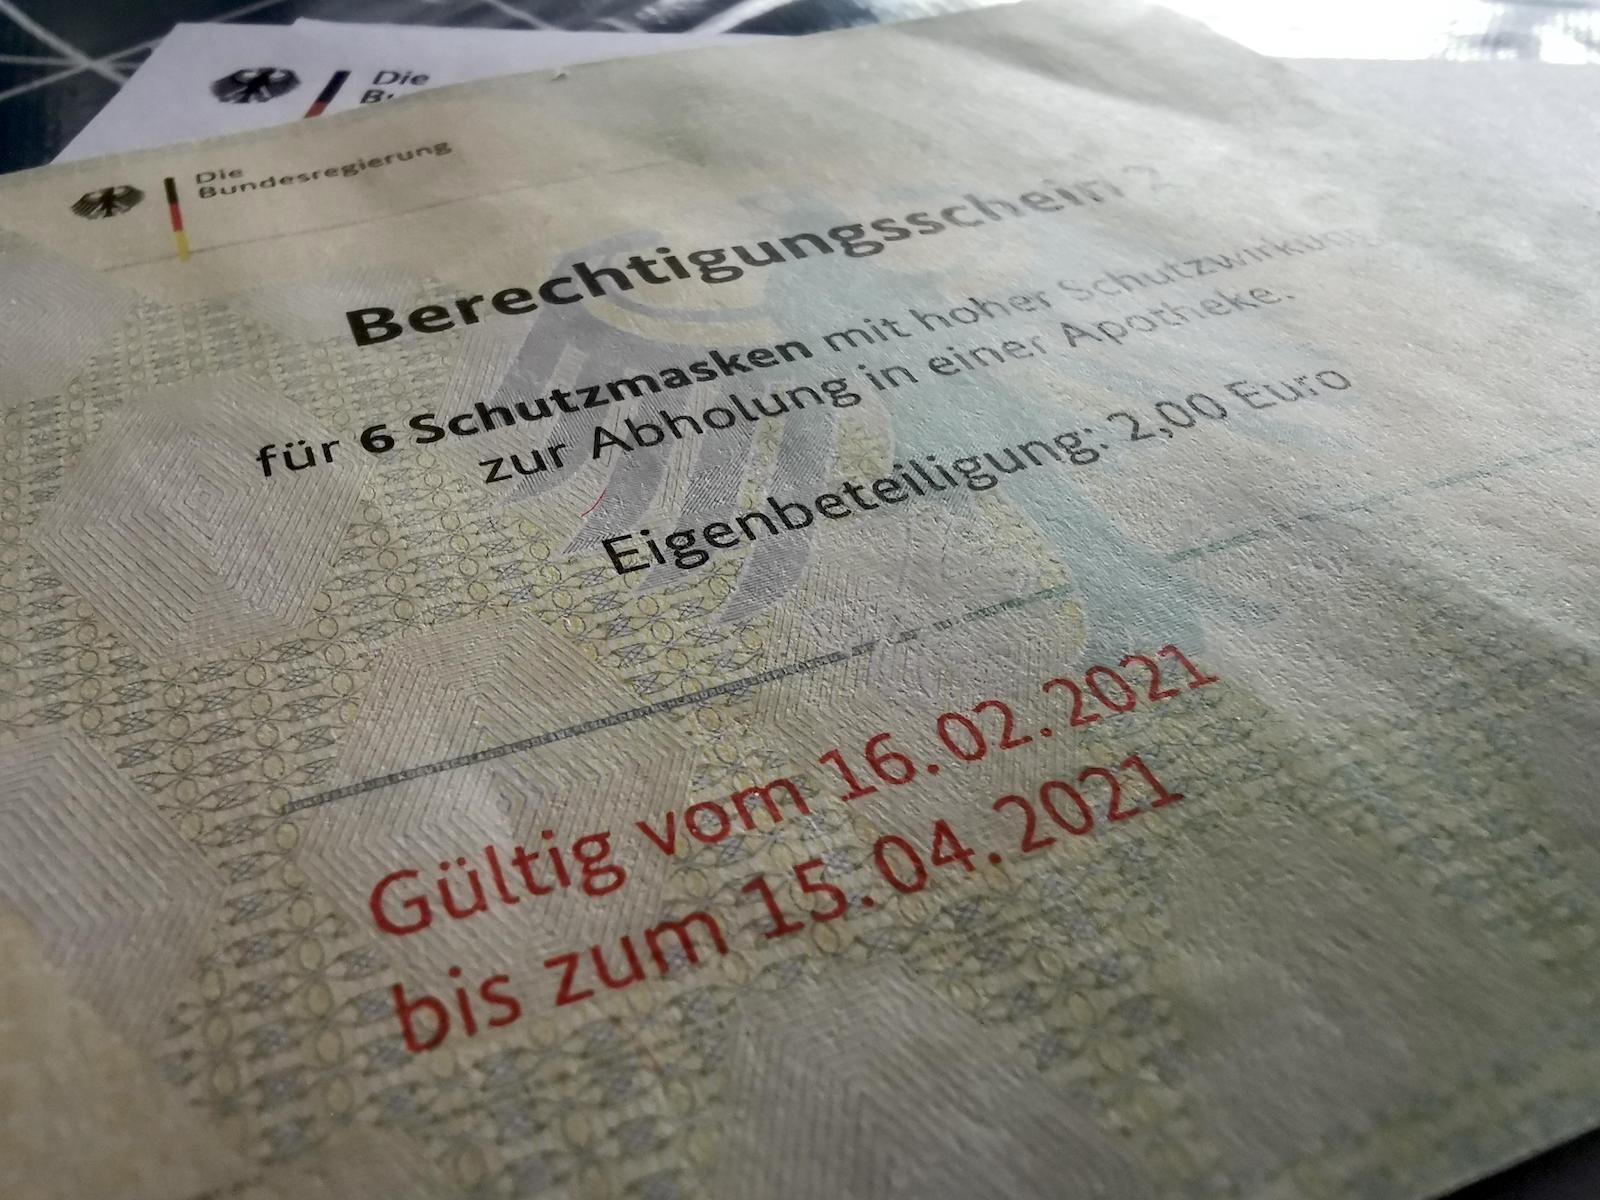 Die
Die
Bundesregierung
Berechtigungsschein 2
für 6 Schutzmasken mit hoher Schutzwirkung
zur Abholung in einer Apotheke.
Eigenbeteiligung: 2,00 Euro
Gültig vom 16.02.2021
bis zum 15.04.2021